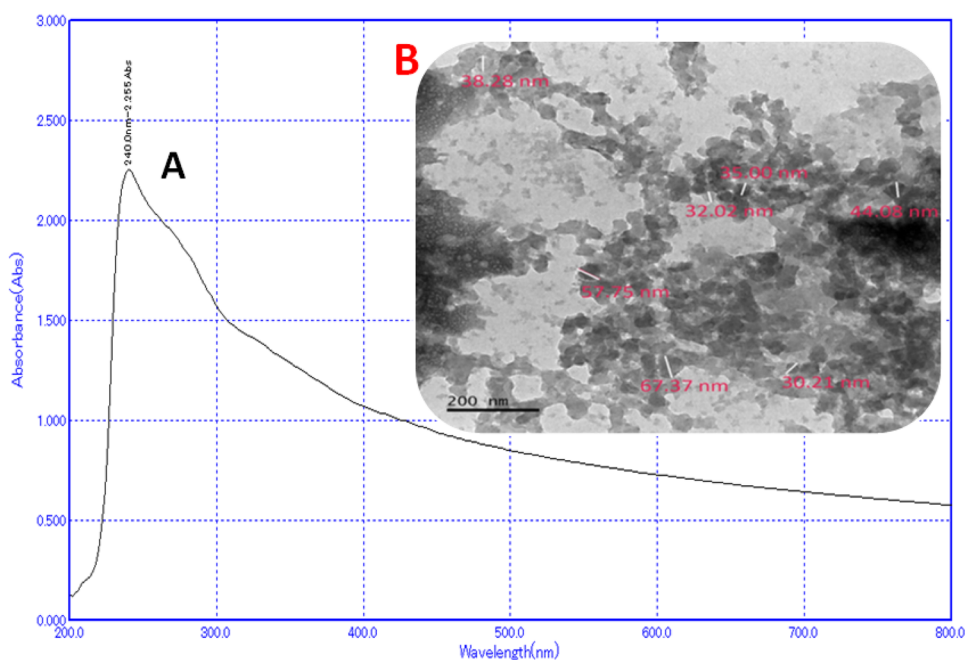 3.000
2.500
2.000
1.500
1.000
0.500
0.000
Absorbance(Abs)
240.0nm-2.255Abs
A
B
38.28 nm
35.00 nm
32.02 nm
44.08 nm
57.75 nm
67.37 nm
30.21 nm
200 nm
200.0 300.0 400.0 500.0 600.0 700.0 800.0
Wavelength(nm)